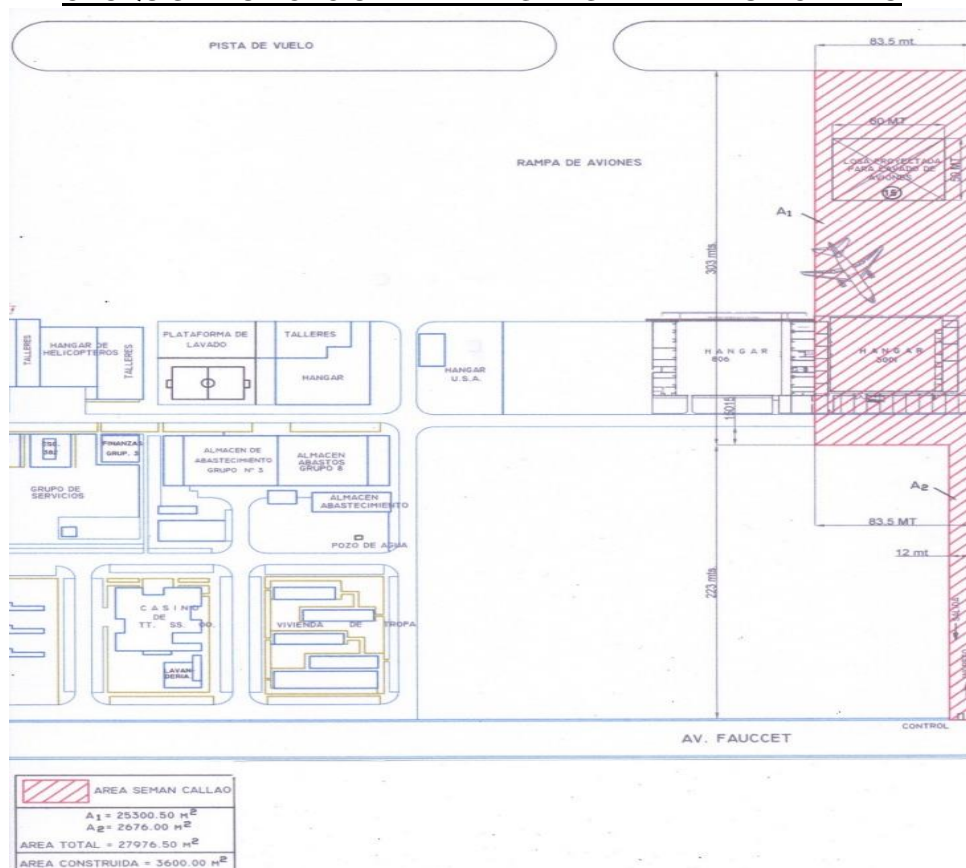 PISTA DE VUELO
83.5 mt.
RAMPA DE AVIONES
60 MT
LOSA PROYECTADA
PARA LAVADO DE
AVIONES
15
A1
303 mts.
TALLERES
HANGAR DE
HELICOPTEROS
TALLERES
PLATAFORMA DE
LAVADO
TALLERES
HANGAR
HANGAR
U.S.A.
HANGAR
806
HANGAR
FINANZAS
GRUP. 3
GRUPO DE
SERVICIOS
ALMACEN DE
ABASTECIMIENTO
GRUPO Nº 3
ALMACEN
ABASTOS
GRUPO 8
ALMACEN
ABASTECIMIENTO
POZO DE AGUA
A2
83.5 MT
12 mt
223 mts.
CASINO
DE
TT. SS. OO.
LAVAN
DERIA.
VIVIENDA DE TROPA
CONTROL
AV. FAUCCET
AREA SEMAN CALLAO
A1 = 25300.50 M2
A2= 2676.00 M2
AREA TOTAL = 27976.50 M2
AREA CONSTRUIDA = 3600.00 M2